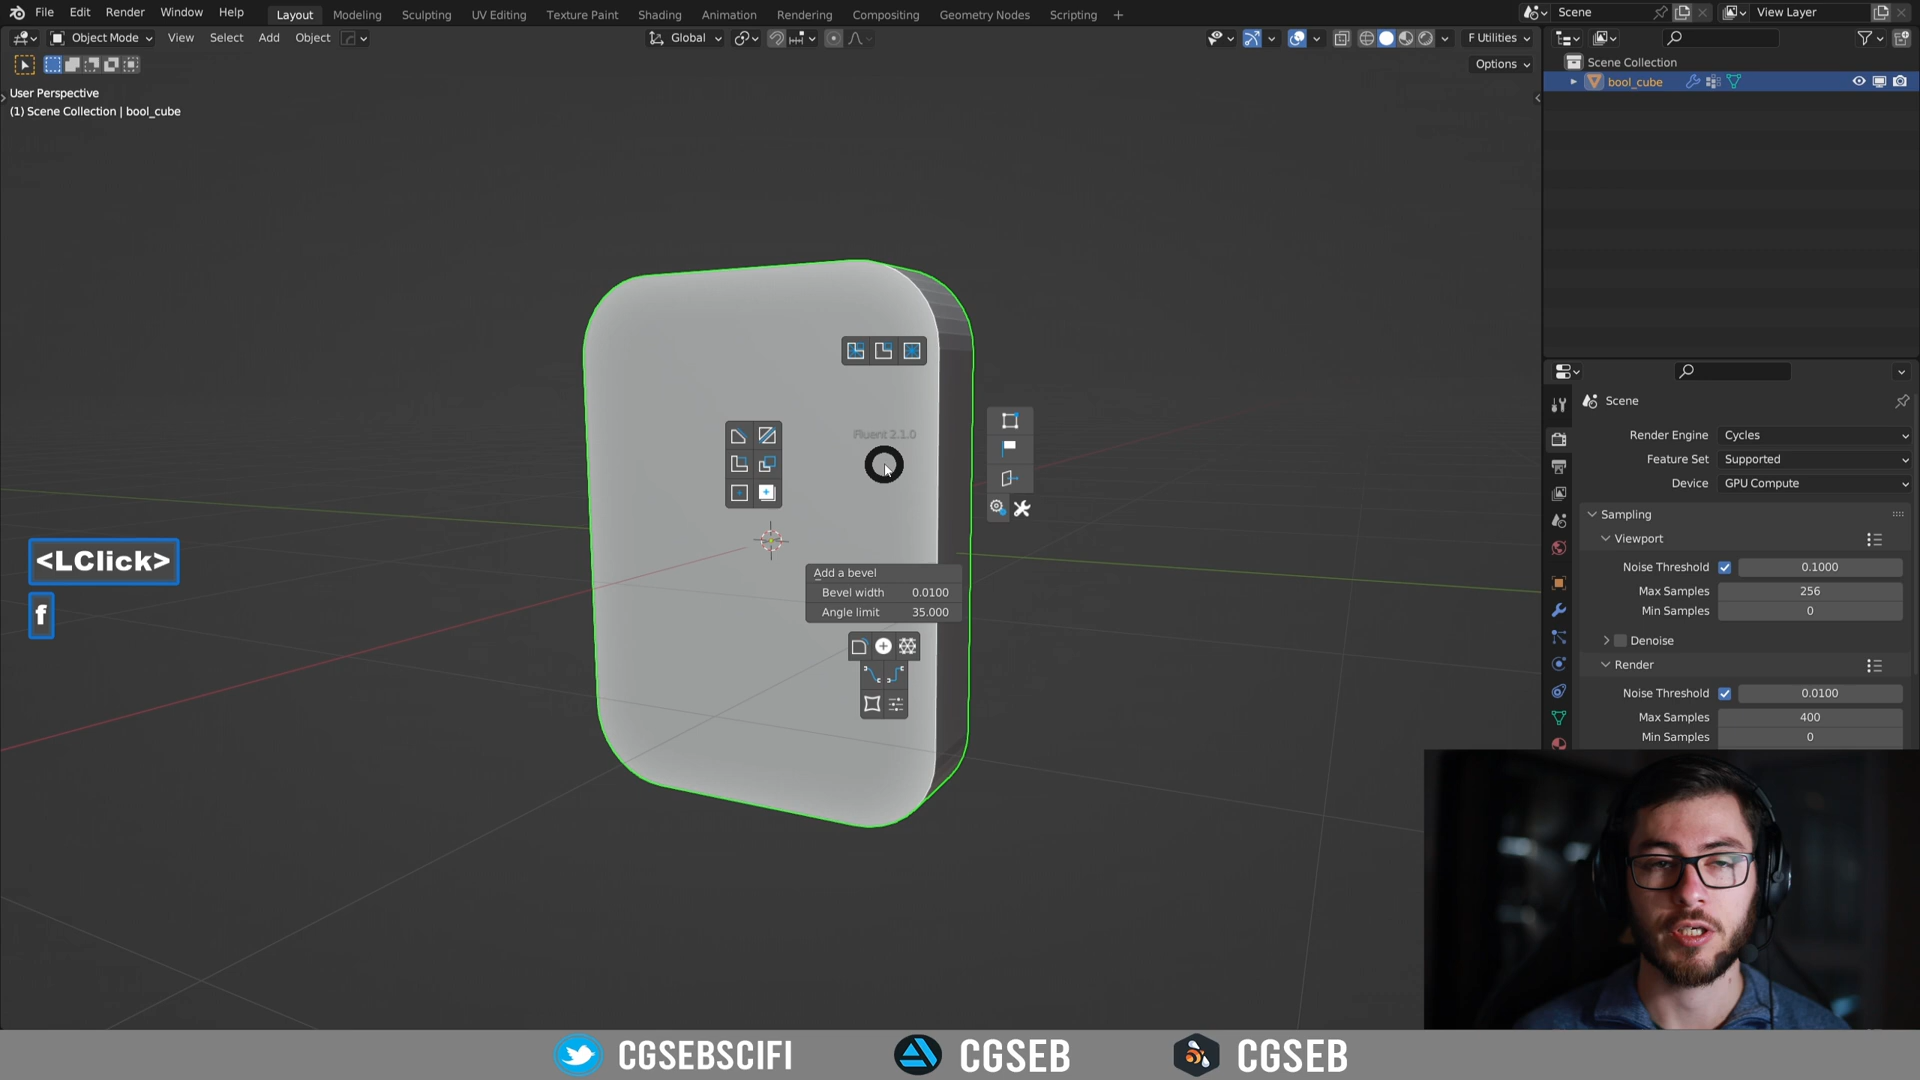 File Edit Render Window Help
Layout Modeling Sculpting UV Editing Texture Paint Shading Animation Rendering Compositing Geometry Nodes Scripting +
Scene
View Layer
Object Mode View Select Add Object
Global
F Utilities
Options
User Perspective
(1) Scene Collection | bool_cube
Scene Collection
bool_cube
Fluent 2.1.0
Add a bevel
Bevel width 0.0100
Angle limit 35.000
<LClick>
f
Scene
Render Engine Cycles
Feature Set Supported
Device GPU Compute
Sampling
Viewport
Noise Threshold 0.1000
Max Samples 256
Min Samples 0
Denoise
Render
Noise Threshold 0.0100
Max Samples 400
Min Samples 0
CGSEBSCIFI CGSEB CGSEB